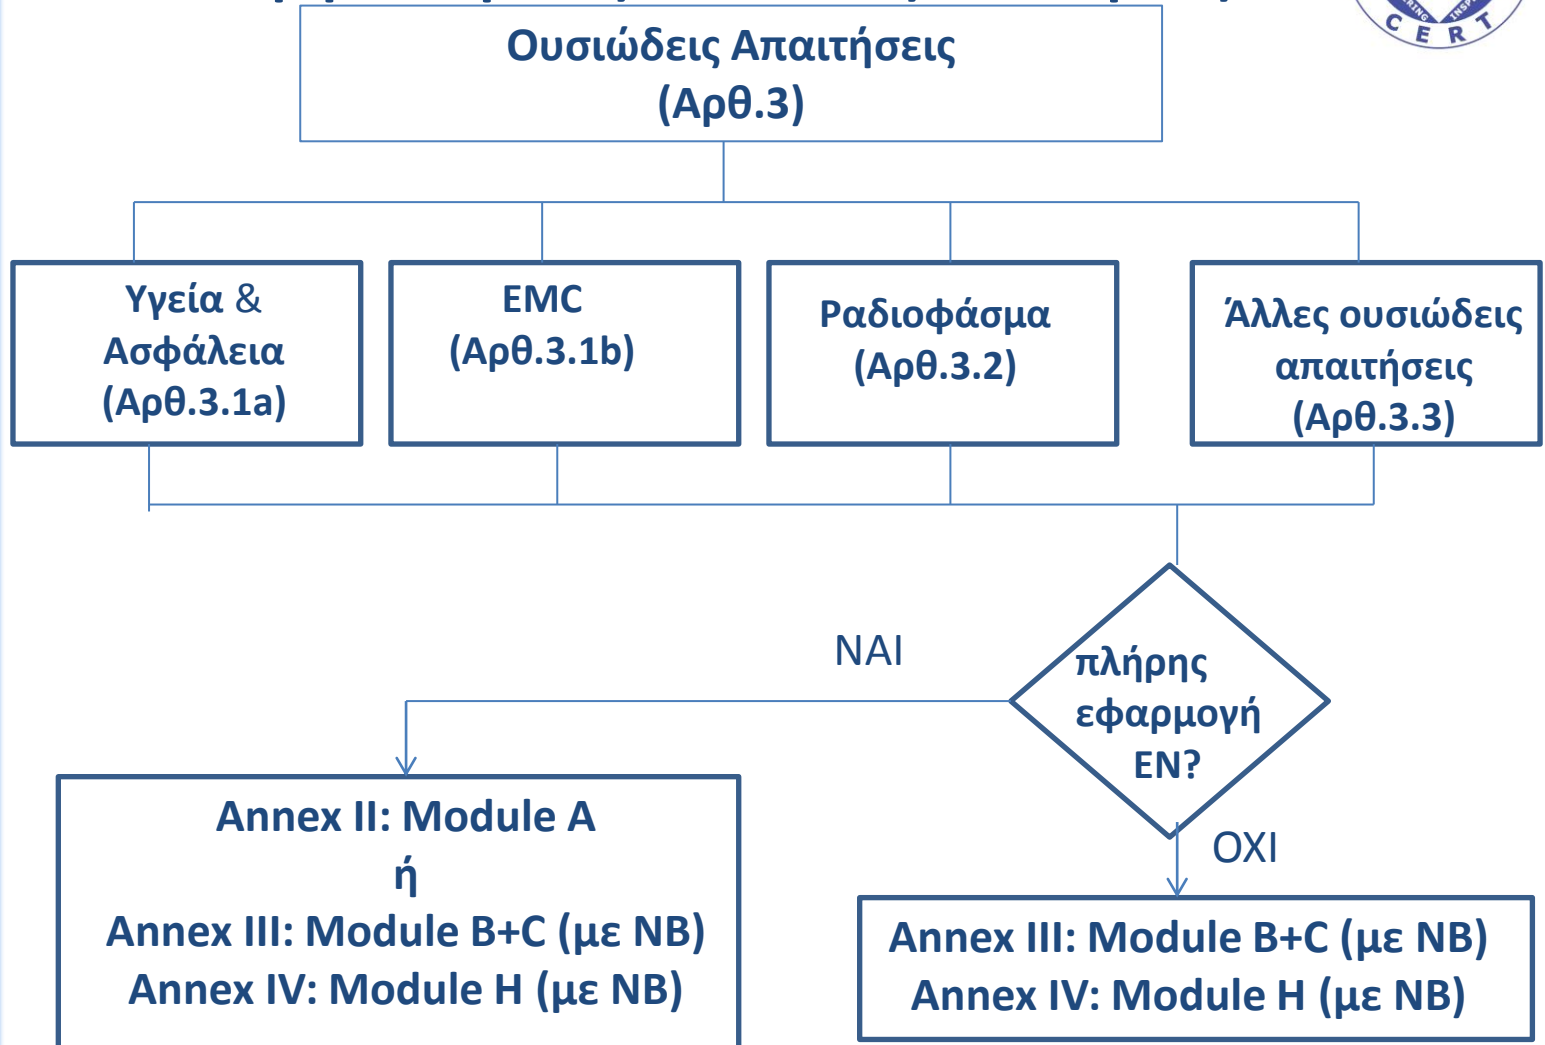 Ουσιώδεις Απαιτήσεις
(Αρθ.3)
Υγεία &
Ασφάλεια
(Αρθ.3.1a)
EMC
(Αρθ.3.1b)
Ραδιοφάσμα
(Αρθ.3.2)
Άλλες ουσιώδεις
απαιτήσεις
(Αρθ.3.3)
ΝΑΙ
πλήρης
εφαρμογή
ΕΝ?
ΟΧΙ
Annex II: Module A
ή
Annex III: Module B+C (με NB)
Annex IV: Module H (με NB)
Annex III: Module B+C (με NB)
Annex IV: Module H (με NB)
CERT